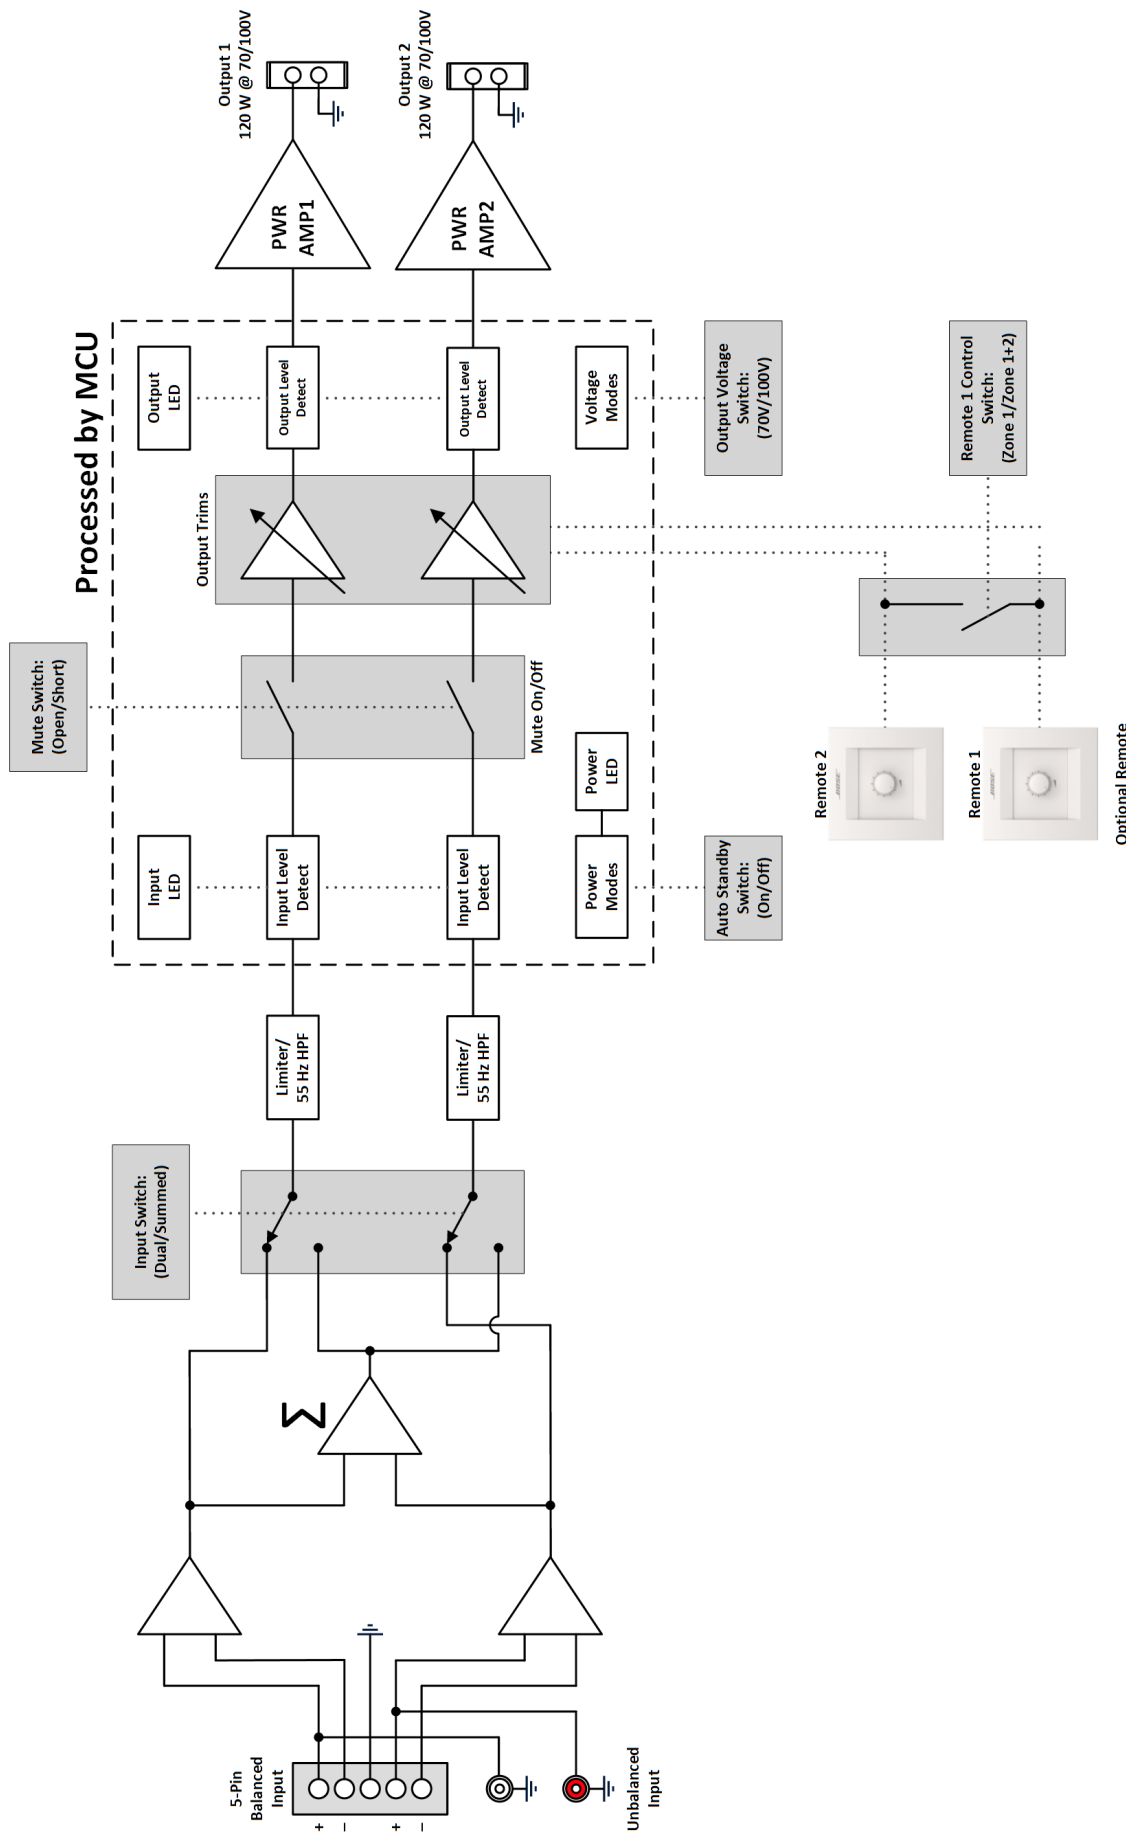 Mute Switch:
(Open/Short)
Processed by MCU
Input Switch:
(Dual/Summed)
Input
LED
Output
LED
Output Trims
Output 1
120 W @ 70/100V
5-Pin
Balanced
Input
+
−
+
−
Σ
Limiter/
55 Hz HPF
Input Level
Detect
Output Level
Detect
PWR
AMP1
Output 2
120 W @ 70/100V
Limiter/
55 Hz HPF
Input Level
Detect
Output Level
Detect
PWR
AMP2
Mute On/Off
Unbalanced
Input
Power
Modes
Power
LED
Voltage
Modes
Auto Standby
Switch:
(On/Off)
Output Voltage
Switch:
(70V/100V)
Remote 2
BOSE
Remote 1
BOSE
Remote 1 Control
Switch:
(Zone 1/Zone 1+2)
Optional Remote